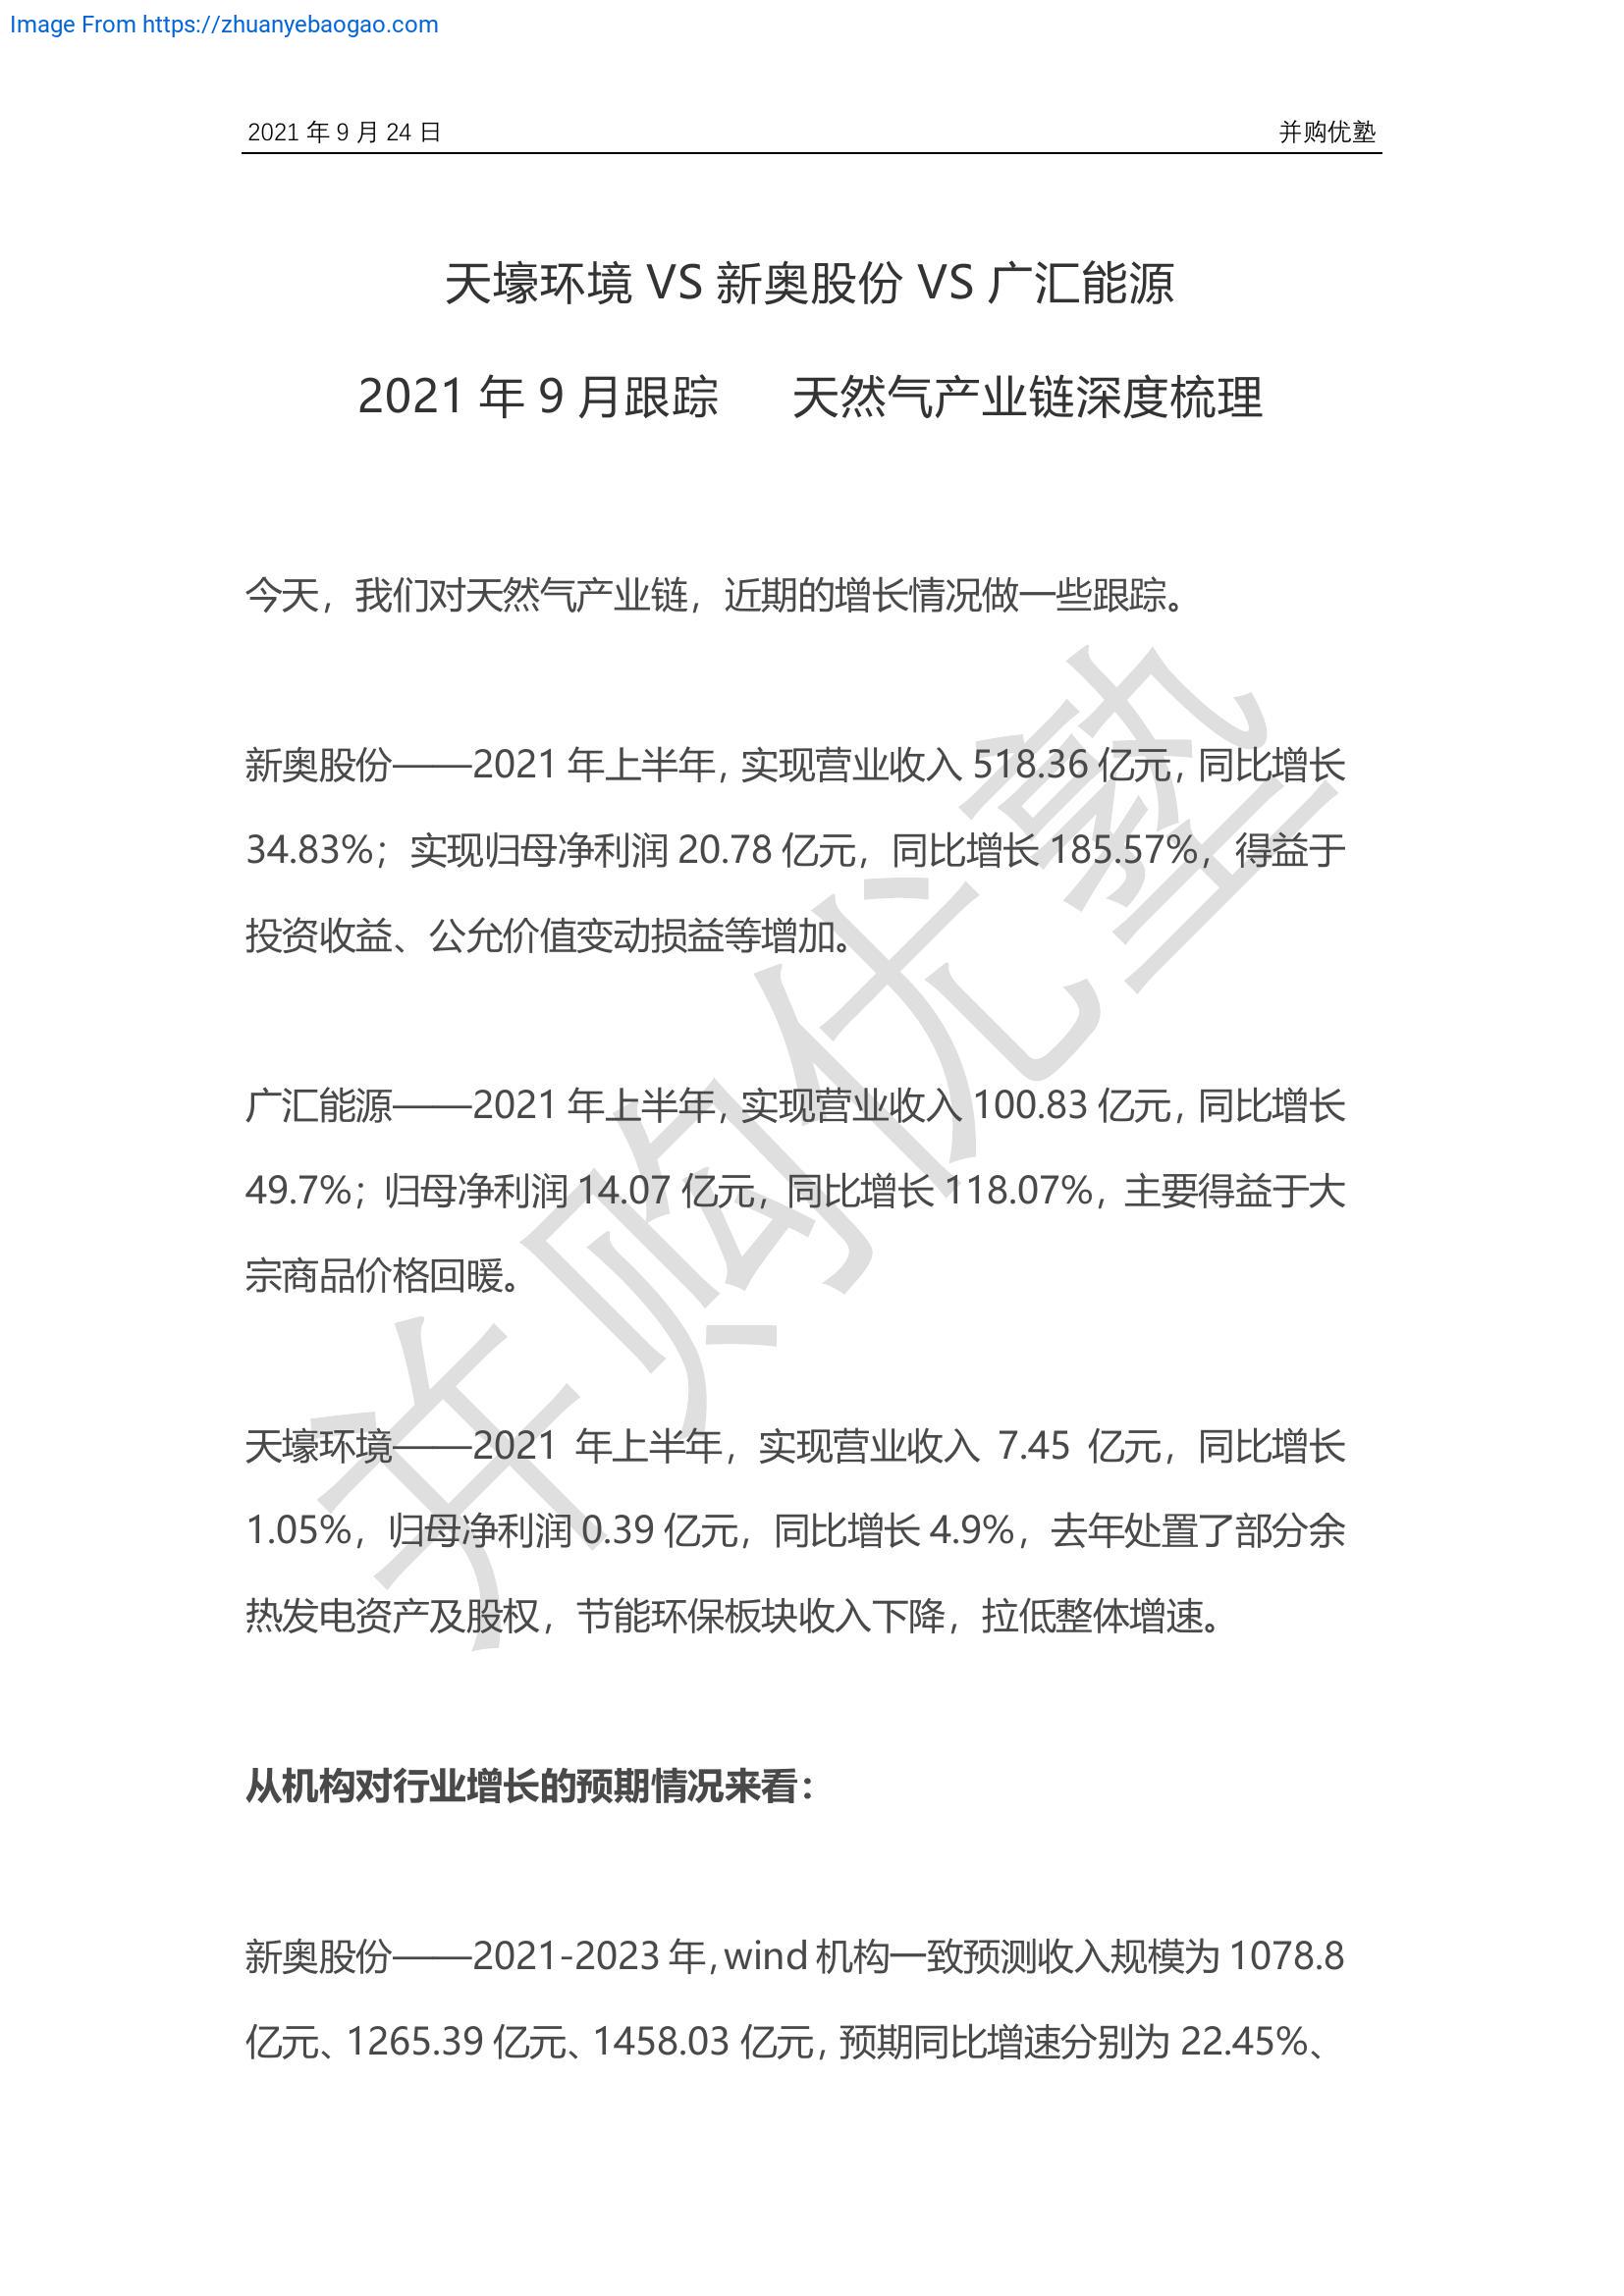 Image From https://zhuanyebaogao.com
2021 年 9 月 24 日 并购优塾
天壕环境 VS 新奥股份 VS 广汇能源
2021 年 9 月跟踪 天然气产业链深度梳理
今天，我们对天然气产业链，近期的增长情况做一些跟踪。
新奥股份——2021 年上半年，实现营业收入 518.36 亿元，同比增长
34.83%；实现归母净利润 20.78 亿元，同比增长 185.57%，得益于
投资收益、公允价值变动损益等增加。
广汇能源——2021 年上半年，实现营业收入 100.83 亿元，同比增长
49.7%；归母净利润 14.07 亿元，同比增长 118.07%，主要得益于大
宗商品价格回暖。
天壕环境——2021 年上半年，实现营业收入 7.45 亿元，同比增长
1.05%，归母净利润 0.39 亿元，同比增长 4.9%，去年处置了部分余
热发电资产及股权，节能环保板块收入下降，拉低整体增速。
从机构对行业增长的预期情况来看：
新奥股份——2021-2023 年，wind 机构一致预测收入规模为 1078.8
亿元、1265.39 亿元、1458.03 亿元，预期同比增速分别为 22.45%、
并购优塾